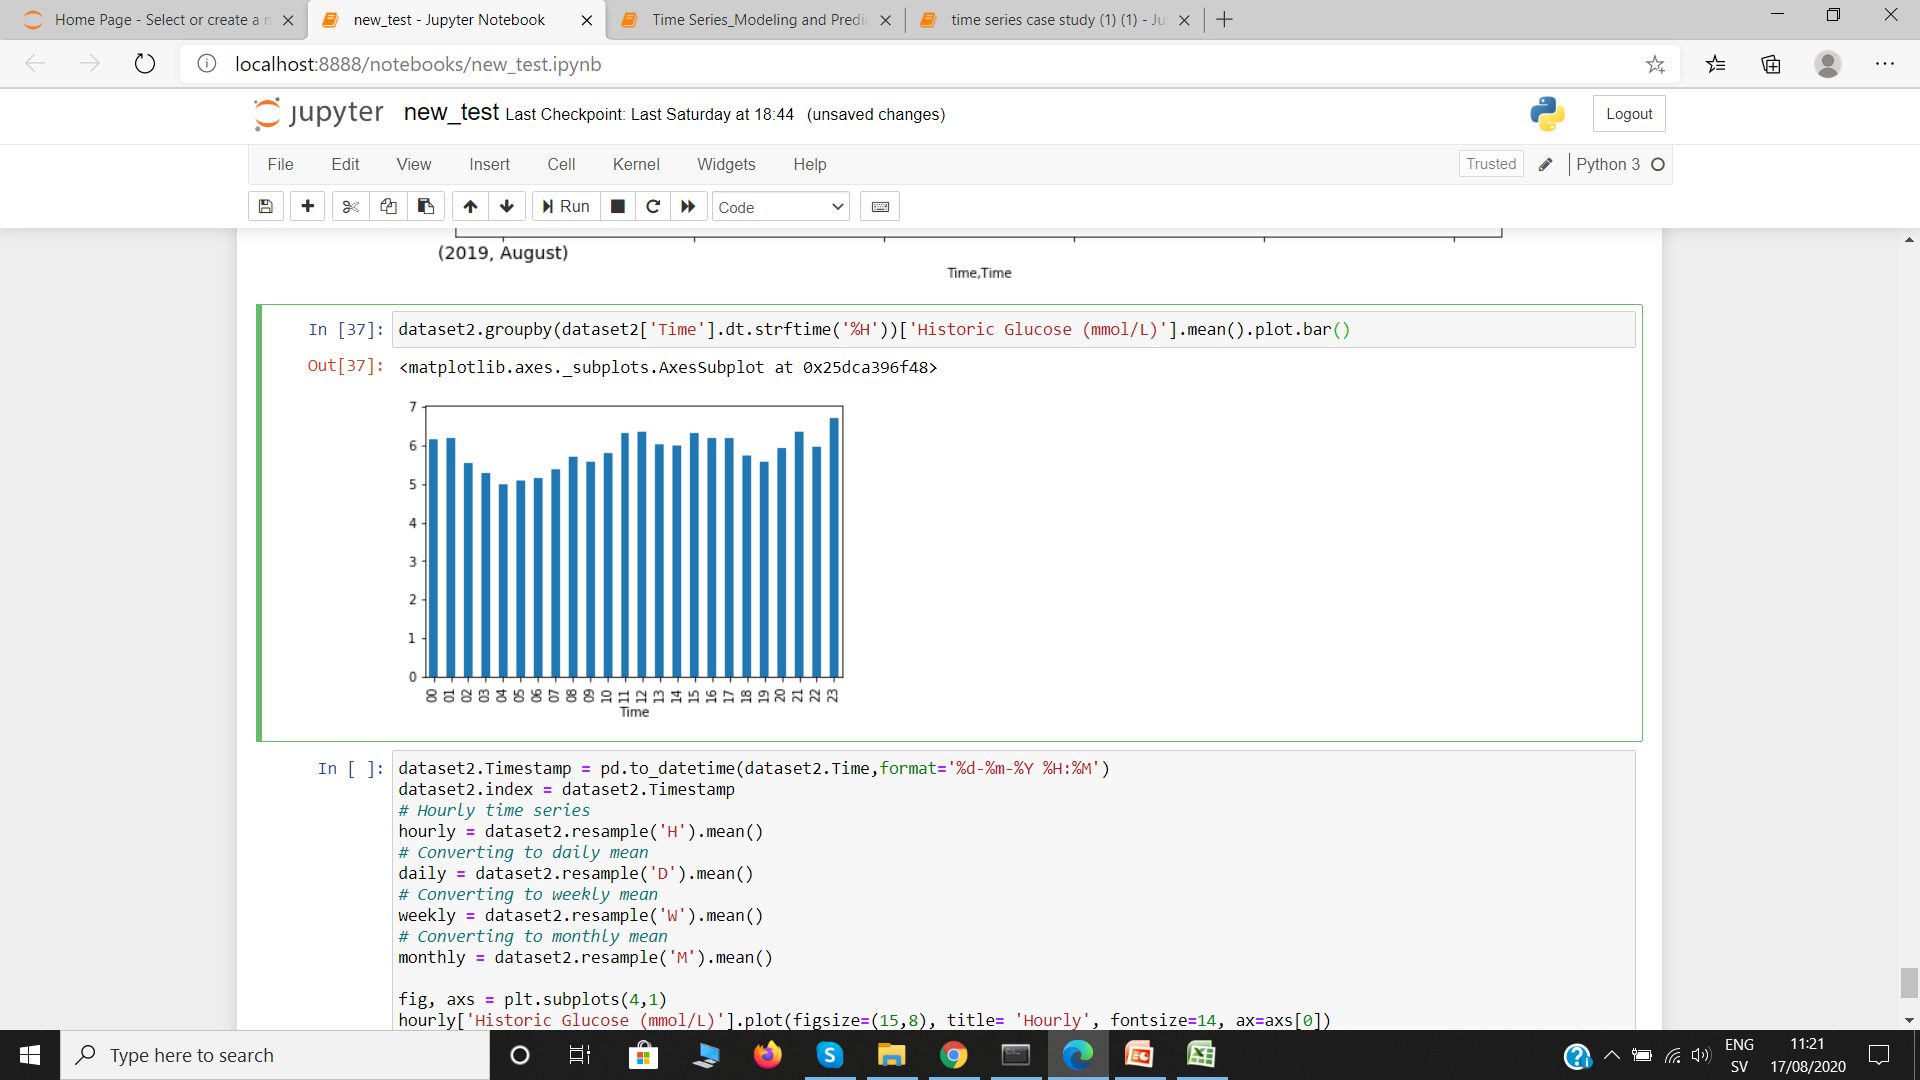 Home Page - Select or create a n
new_test - Jupyter Notebook
Time Series_Modeling and Predic
time series case study (1) (1) - Ju
localhost:8888/notebooks/new_test.ipynb
jupyter new_test Last Checkpoint: Last Saturday at 18:44 (unsaved changes)
Logout
File Edit View Insert Cell Kernel Widgets Help
Trusted
Python 3
Run
Code
(2019, August)
Time,Time
In [37]: dataset2.groupby(dataset2['Time'].dt.strftime('%H'))['Historic Glucose (mmol/L)'].mean().plot.bar()
Out[37]: <matplotlib.axes._subplots.AxesSubplot at 0x25dca396f48>
7
6
5
4
3
2
1
0
00 01 02 03 04 05 06 07 08 09 10 11 12 13 14 15 16 17 18 19 20 21 22 23
Time
In [ ]: dataset2.Timestamp = pd.to_datetime(dataset2.Time,format='%d-%m-%Y %H:%M')
dataset2.index = dataset2.Timestamp
# Hourly time series
hourly = dataset2.resample('H').mean()
# Converting to daily mean
daily = dataset2.resample('D').mean()
# Converting to weekly mean
weekly = dataset2.resample('W').mean()
# Converting to monthly mean
monthly = dataset2.resample('M').mean()
fig, axs = plt.subplots(4,1)
hourly['Historic Glucose (mmol/L)'].plot(figsize=(15,8), title= 'Hourly', fontsize=14, ax=axs[0])
Type here to search
ENG
SV
11:21
17/08/2020